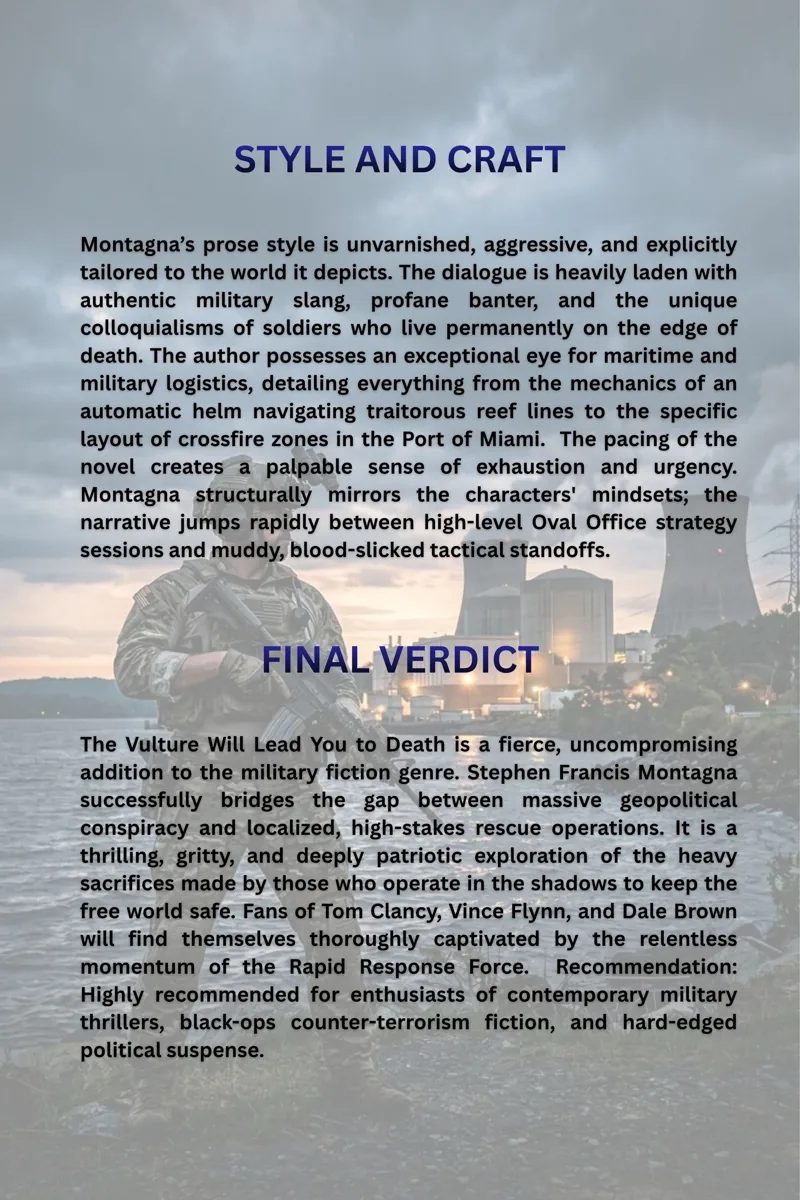 STYLE AND CRAFT
Montagna’s prose style is unvarnished, aggressive, and explicitly
tailored to the world it depicts. The dialogue is heavily laden with
authentic military slang, profane banter, and the unique
colloquialisms of soldiers who live permanently on the edge of
death. The author possesses an exceptional eye for maritime and
military logistics, detailing everything from the mechanics of an
automatic helm navigating traitorous reef lines to the specific
layout of crossfire zones in the Port of Miami.  The pacing of the
novel creates a palpable sense of exhaustion and urgency.
Montagna structurally mirrors the characters' mindsets; the
narrative jumps rapidly between high-level Oval Office strategy
sessions and muddy, blood-slicked tactical standoffs.
FINAL VERDICT
The Vulture Will Lead You to Death is a fierce, uncompromising
addition to the military fiction genre. Stephen Francis Montagna
successfully bridges the gap between massive geopolitical
conspiracy and localized, high-stakes rescue operations. It is a
thrilling, gritty, and deeply patriotic exploration of the heavy
sacrifices made by those who operate in the shadows to keep the
free world safe. Fans of Tom Clancy, Vince Flynn, and Dale Brown
will find themselves thoroughly captivated by the relentless
momentum of the Rapid Response Force.  Recommendation:
Highly recommended for enthusiasts of contemporary military
thrillers, black-ops counter-terrorism fiction, and hard-edged
political suspense.